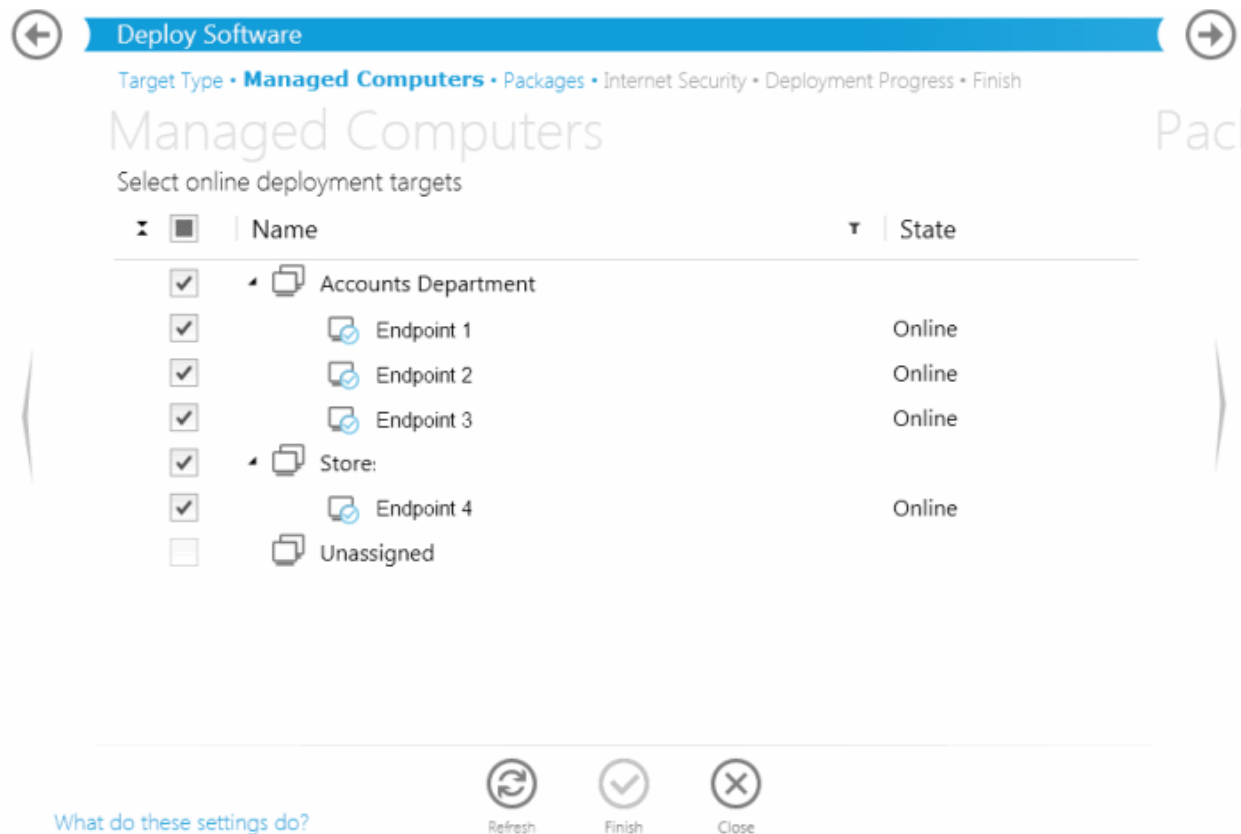 Deploy Software
Target Type • Managed Computers • Packages • Internet Security • Deployment Progress • Finish
Managed Computers Pac
Select online deployment targets
Name State
Accounts Department
Endpoint 1 Online
Endpoint 2 Online
Endpoint 3 Online
Store:
Endpoint 4 Online
Unassigned
Refresh Finish Close
What do these settings do?